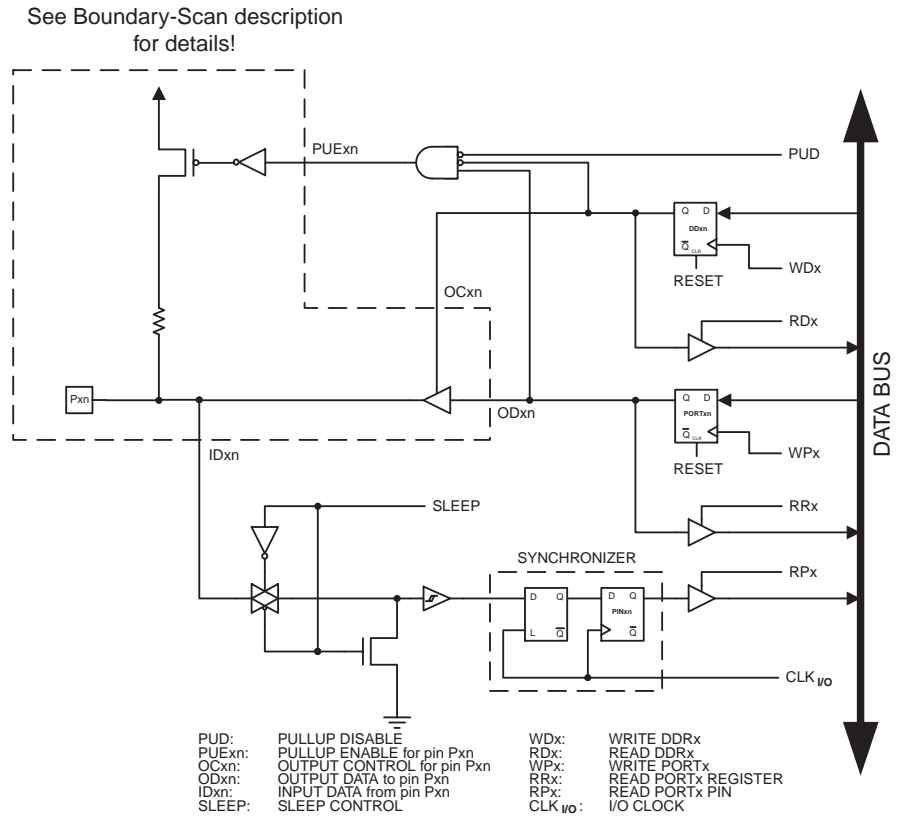 See Boundary-Scan description
for details!
PUExn
PUD
Q D
DDxn
Q CLR
WDx
RESET
OCxn
RDx
Pxn
ODxn
Q D
PORTxn
Q CLR
IDxn
WPx
RESET
SLEEP
RRx
SYNCHRONIZER
RPx
D Q
L Q
D Q
PINxn
Q
CLK I/O
DATA BUS
PUD: PULLUP DISABLE
PUExn: PULLUP ENABLE for pin Pxn
OCxn: OUTPUT CONTROL for pin Pxn
ODxn: OUTPUT DATA to pin Pxn
IDxn: INPUT DATA from pin Pxn
SLEEP: SLEEP CONTROL
WDx: WRITE DDRx
RDx: READ DDRx
WPx: WRITE PORTx
RRx: READ PORTx REGISTER
RPx: READ PORTx PIN
CLK I/O: I/O CLOCK